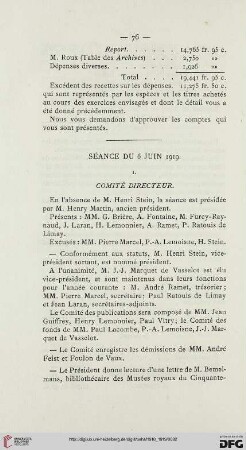 — 76 —
Report. . . . . . 14,785 fr. 95 c.
M. Roux (Table des Archives) . . . 2,750 »»
Dépenses diverses. . . . . . 1,906 »»
Total . . . . 19,441 fr. 95 c.
Excédent des recettes sur les dépenses. 11,275 fr. 80 c.
qui sont représentés par les espèces et les titres achetés
au cours des exercices envisagés et dont le détail vous a
été donné précédemment.
Nous vous demandons d'approuver les comptes qui
vous sont présentés.
SÉANCE DU 6 JUIN 1919
I.
COMITÉ DIRECTEUR.
En l'absence de M. Henri Stein, la séance est présidée
par M. Henry Martin, ancien président.
Présents : MM. G. Brière, A. Fontaine, M. Furcy-Ray-
naud, J. Laran, H. Lemonnier, A. Ramet, P. Ratouis de
Limay.
Excusés : MM. Pierre Marcel, P.-A. Lemoisne, H. Stein.
— Conformément aux statuts, M. Henri Stein, vice-
président sortant, est nommé président.
A l'unanimité, M. J.-J. Marquet de Vasselot est élu
vice-président, et sont maintenus dans leurs fonctions
pour l'année courante : M. André Ramet, trésorier;
MM. Pierre Marcel, secrétaire; Paul Ratouis de Limay
et Jean Laran, secrétaires-adjoints.
Le Comité des publications sera composé de MM. Jean
Guiffrey, Henry Lemonnier, Paul Vitry; le Comité des
fonds de MM. Paul Lacombe, P.-A. Lemoisne, J.-J. Mar-
quet de Vasselot.
— Le Comité enregistre les démissions de MM. André
Feist et Foulon de Vaulx.
— Le Président donne lecture d'une lettre de M. Bemel-
mans, bibliothécaire des Musées royaux du Cinquante-